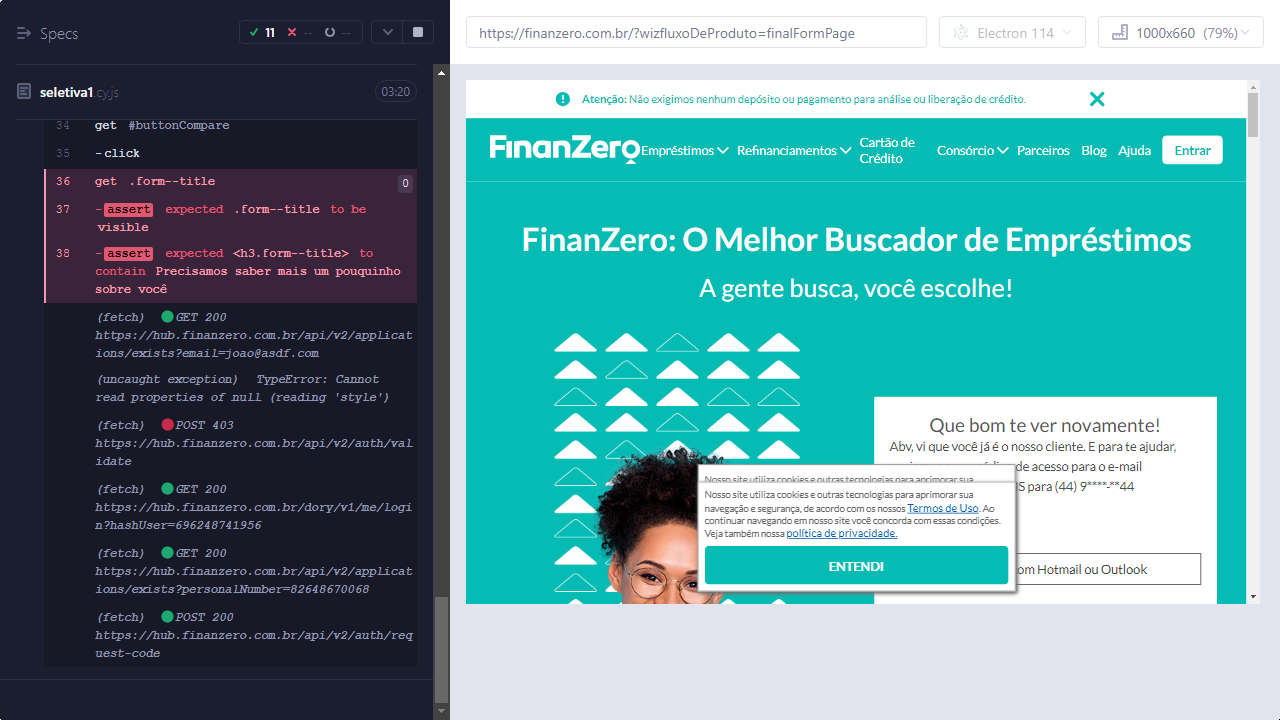 Specs
11
--
--
https://finanzero.com.br/?wizfluxoDeProduto=finalFormPage
Electron 114
1000x660 (79%)
seletiva1.cy.js
03:20
34 get #buttonCompare
35 -click
36 get .form--title 0
37 -assert expected .form--title to be
visible
38 -assert expected <h3.form--title> to
contain Precisamos saber mais um pouquinho
sobre você
(fetch) GET 200
https://hub.finanzero.com.br/api/v2/applicat
ions/exists?email=joao@asdf.com
(uncaught exception) TypeError: Cannot
read properties of null (reading 'style')
(fetch) POST 403
https://hub.finanzero.com.br/api/v2/auth/val
idate
(fetch) GET 200
https://hub.finanzero.com.br/dory/v1/me/logi
n?hashUser=696248741956
(fetch) GET 200
https://hub.finanzero.com.br/api/v2/applicat
ions/exists?personalNumber=82648670068
(fetch) POST 200
https://hub.finanzero.com.br/api/v2/auth/req
uest-code
Atenção: Não exigimos nenhum depósito ou pagamento para análise ou liberação de crédito.
FinanZero
Empréstimos
Refinanciamentos
Cartão de
Crédito
Consórcio
Parceiros
Blog
Ajuda
Entrar
FinanZero: O Melhor Buscador de Empréstimos
A gente busca, você escolhe!
Que bom te ver novamente!
Abv, vi que você já é o nosso cliente. E para te ajudar,
de acesso para o e-mail
para (44) 9****-**44
om Hotmail ou Outlook
Nosso site utiliza cookies e outras tecnologias para aprimorar sua
Nosso site utiliza cookies e outras tecnologias para aprimorar sua
navegação e segurança, de acordo com os nossos Termos de Uso. Ao
continuar navegando em nosso site você concorda com essas condições.
Veja também nossa política de privacidade.
ENTENDI